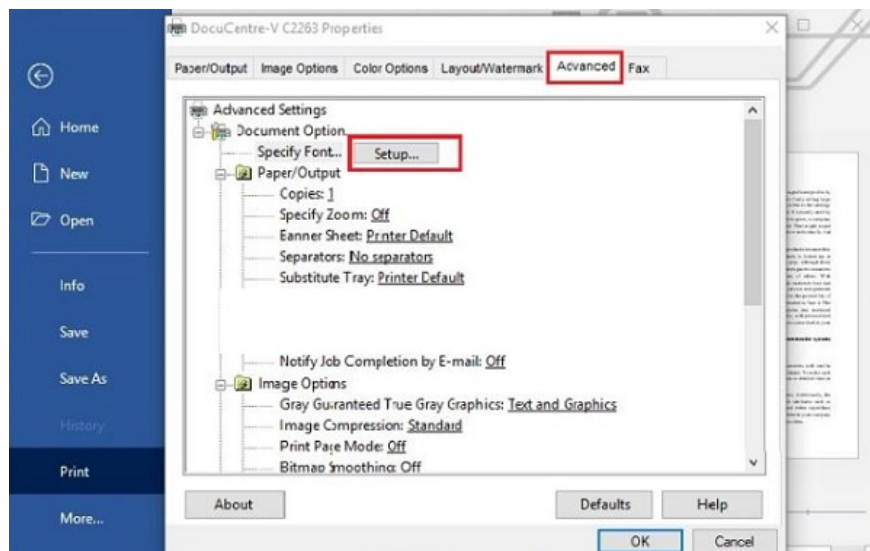 DocuCentre-V C2263 Properties
Paper/Output Image Options Color Options Layout/Watermark Advanced Fax
Home
New
Open
Info
Save
Save As
History
Print
More...
Advanced Settings
Document Option
Specify Font... Setup...
Paper/Output
Copies: 1
Specify Zoom: Off
Banner Sheet: Printer Default
Separators: No separators
Substitute Tray: Printer Default
Notify Job Completion by E-mail: Off
Image Options
Gray Guaranteed True Gray Graphics: Text and Graphics
Image Compression: Standard
Print Page Mode: Off
Bitmap Smoothing: Off
About Defaults Help
OK Cancel